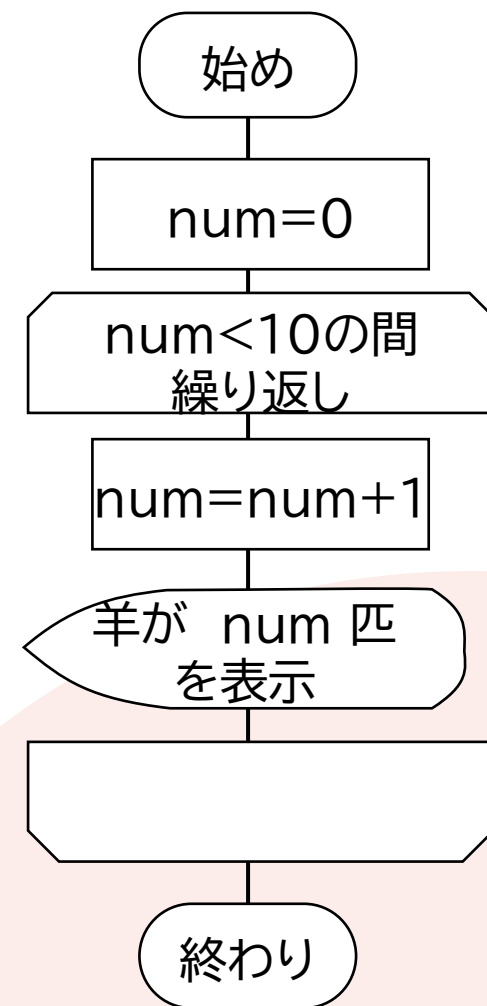 始め
num=0
num<10の間
繰り返し
num=num+1
羊が num 匹
を表示
終わり